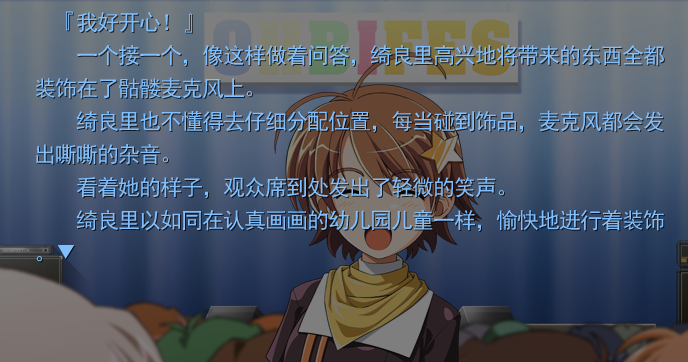 OHBIFES
『我好开心！』
一个接一个，像这样做着问答，绮良里高兴地将带来的东西全都
装饰在了骷髅麦克风上。
绮良里也不懂得去仔细分配位置，每当碰到饰品，麦克风都会发
出嘶嘶的杂音。
看着她的样子，观众席到处发出了轻微的笑声。
绮良里以如同在认真画画的幼儿园儿童一样，愉快地进行着装饰
。